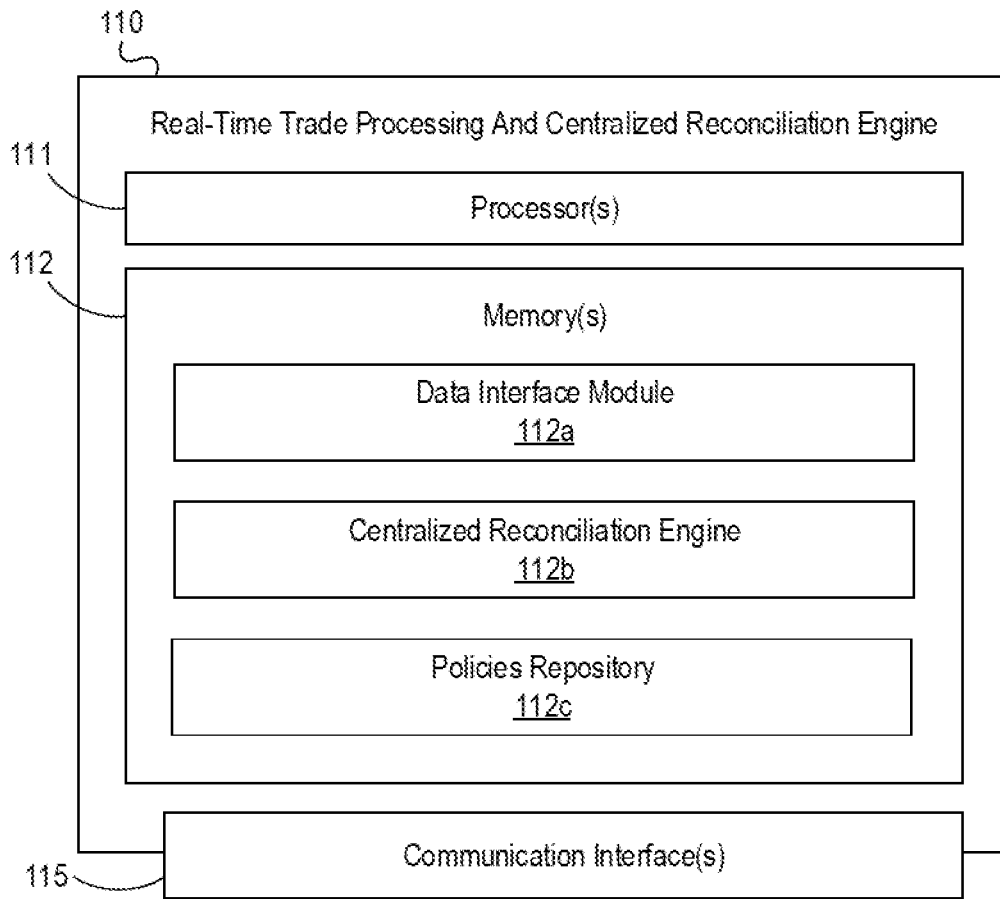 110
Real-Time Trade Processing And Centralized Reconciliation Engine
111
Processor(s)
112
Memory(s)
Data Interface Module
112a
Centralized Reconciliation Engine
112b
Policies Repository
112c
Communication Interface(s)
115